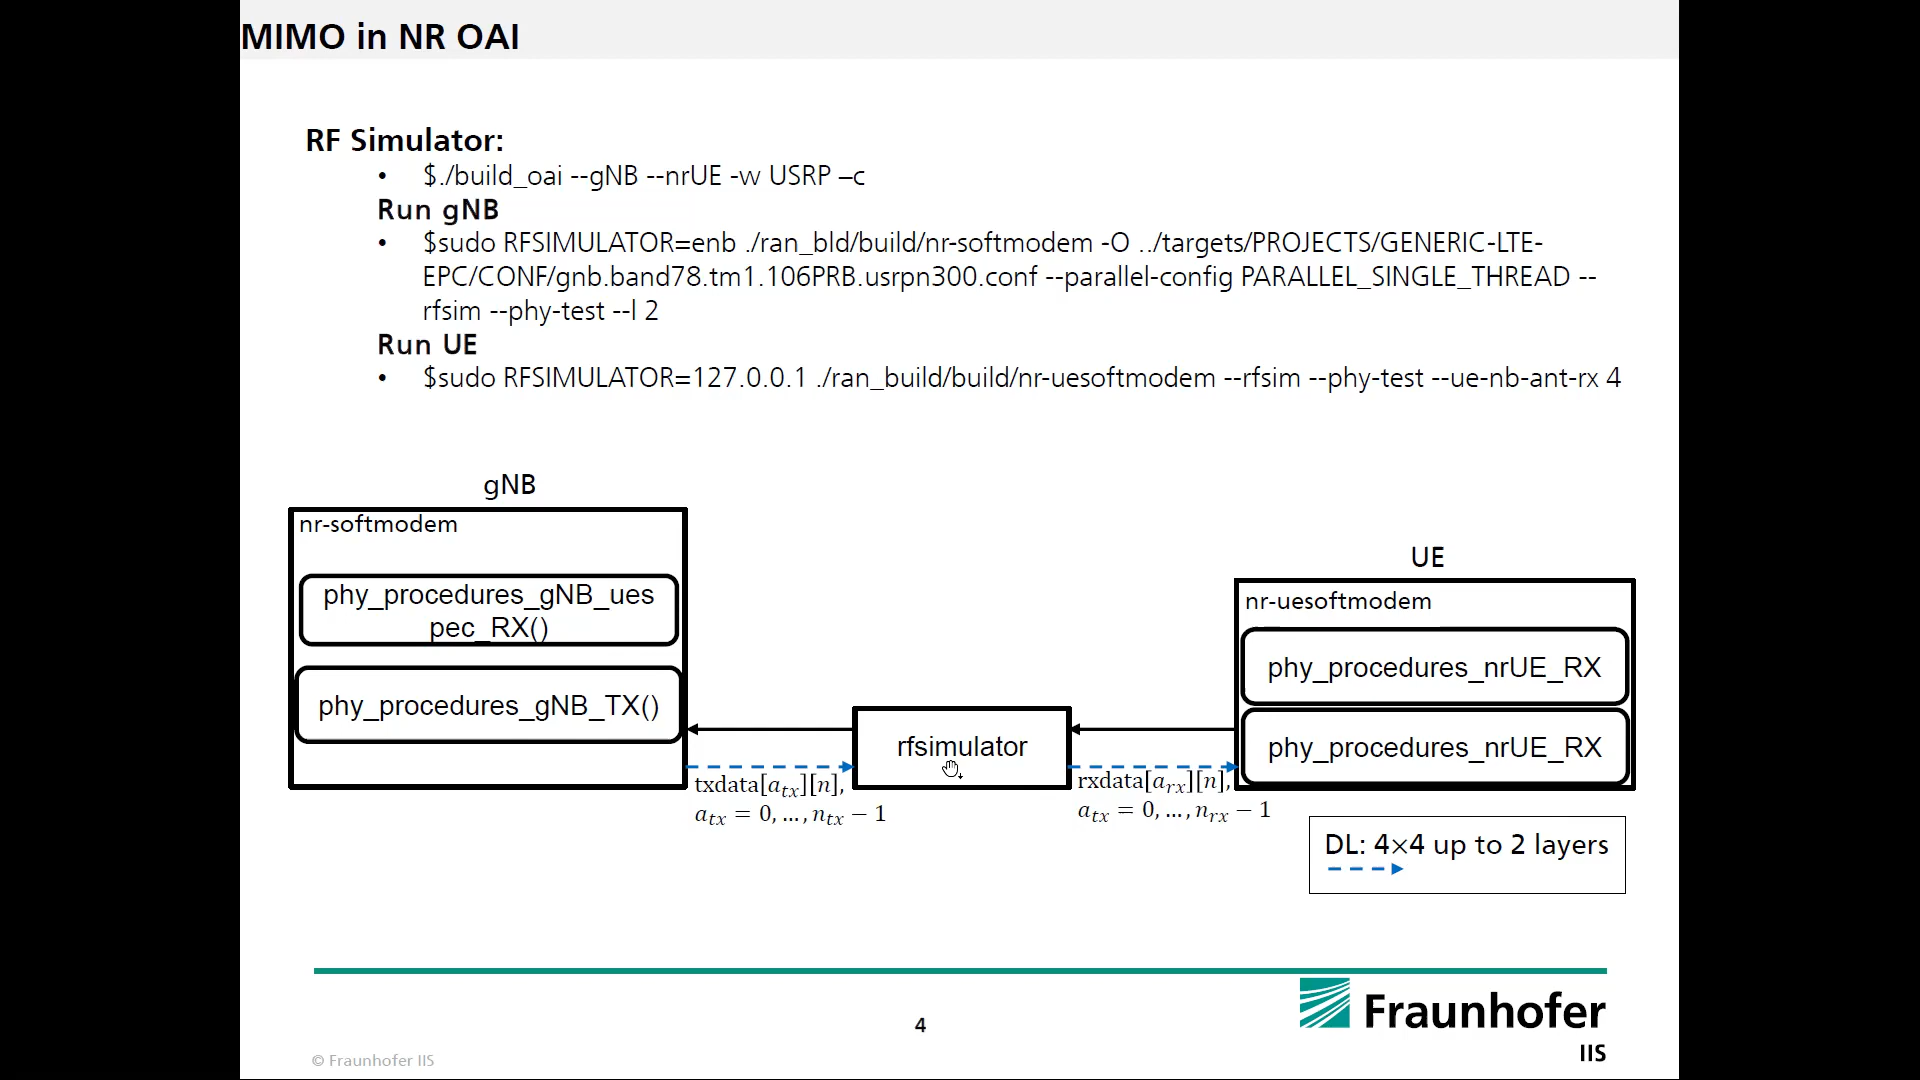 MIMO in NR OAI
RF Simulator:
• $./build_oai --gNB --nrUE -w USRP –c
Run gNB
• $sudo RFSIMULATOR=enb ./ran_bld/build/nr-softmodem -O ../targets/PROJECTS/GENERIC-LTE-
EPC/CONF/gnb.band78.tm1.106PRB.usrpn300.conf --parallel-config PARALLEL_SINGLE_THREAD --
rfsim --phy-test --l 2
Run UE
• $sudo RFSIMULATOR=127.0.0.1 ./ran_build/build/nr-uesoftmodem --rfsim --phy-test --ue-nb-ant-rx 4
gNB
nr-softmodem
phy_procedures_gNB_ues
pec_RX()
phy_procedures_gNB_TX()
rfsimulator
txdata[a_tx][n],
a_tx = 0, ..., n_tx − 1
rxdata[a_rx][n],
a_tx = 0, ..., n_rx − 1
UE
nr-uesoftmodem
phy_procedures_nrUE_RX
phy_procedures_nrUE_RX
DL: 4×4 up to 2 layers
Fraunhofer
IIS
4
© Fraunhofer IIS